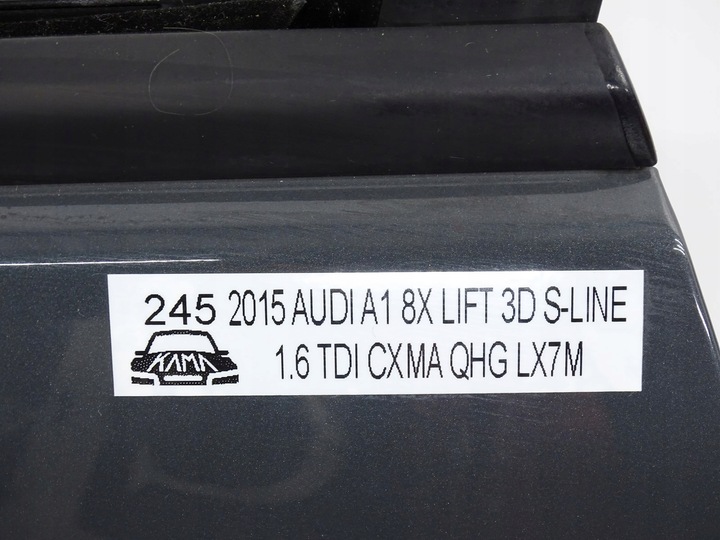 245 2015 AUDI A1 8X LIFT 3D S-LINE
KAMA 1.6 TDI CXMA QHG LX7M